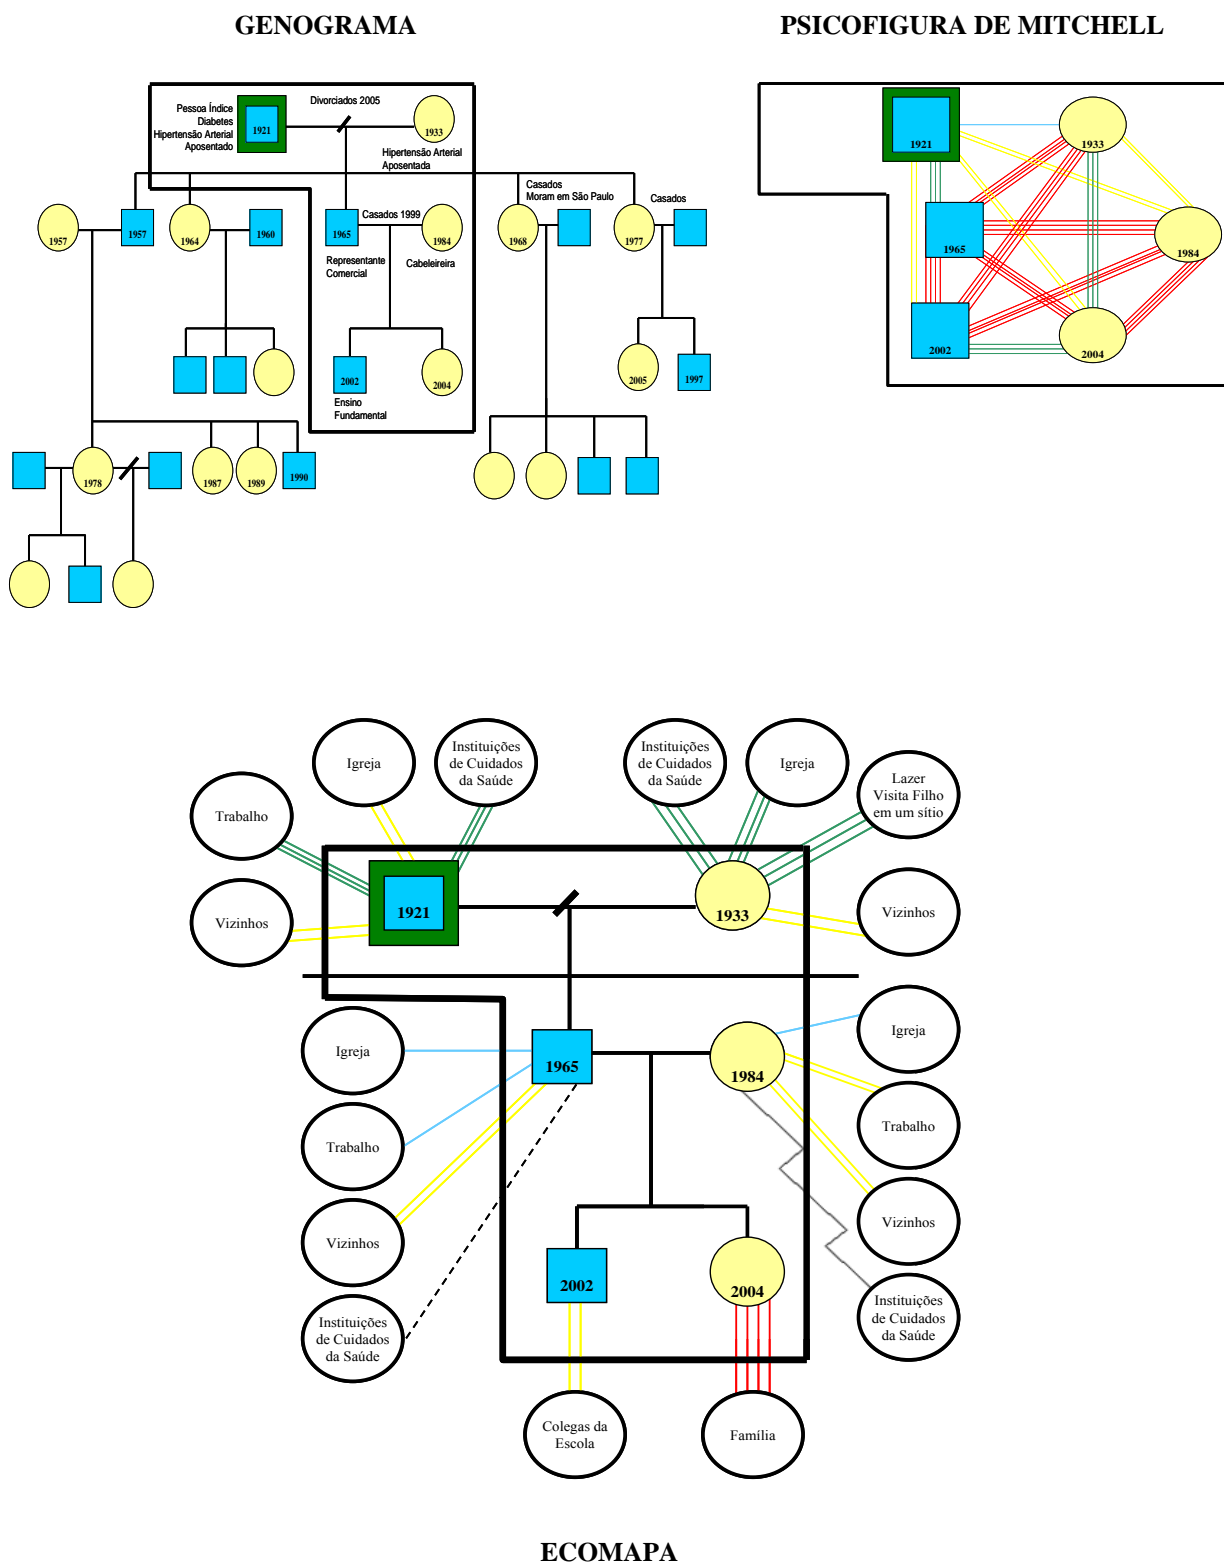 GENOGRAMA
PSICOFIGURA DE MITCHELL
Pessoa Índice
Diabetes
Hipertensão Arterial
Aposentado
1921
Divorciados 2005
1933
Hipertensão Arterial
Aposentada
1957
1957
1964
1960
1965
Casados 1999
1984
Representante
Comercial
Cabeleireira
Casados
Moram em São Paulo
1968
Casados
1977
2002
Ensino
Fundamental
2004
2005
1997
1978
1987
1989
1990
1921
1933
1965
1984
2002
2004
Igreja
Instituições
de Cuidados
da Saúde
Instituições
de Cuidados
da Saúde
Igreja
Lazer
Visita Filho
em um sítio
Trabalho
Vizinhos
1921
1933
Vizinhos
Igreja
1965
1984
Igreja
Trabalho
Trabalho
Vizinhos
Vizinhos
2002
2004
Instituições
de Cuidados
da Saúde
Instituições
de Cuidados
da Saúde
Colegas da
Escola
Família
ECOMAPA